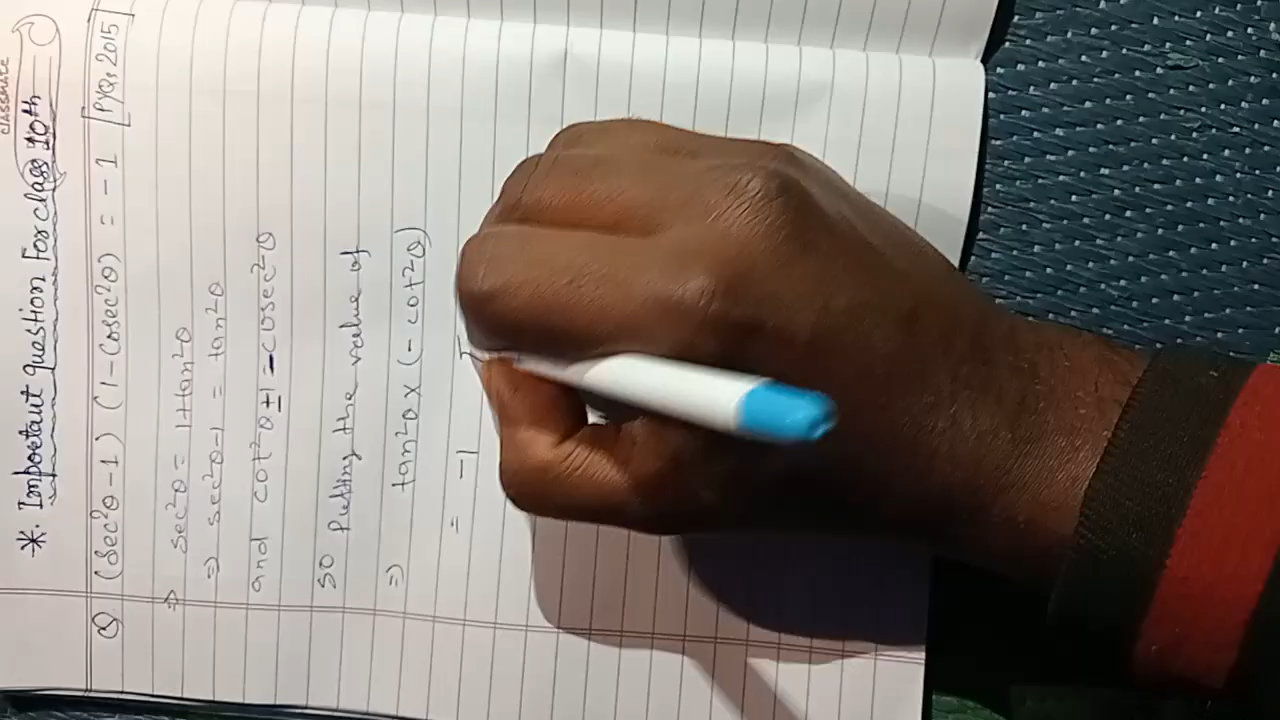 classmate
*. Important question For class 10th
Q (Sec²θ-1) (1-Cosec²θ) = -1 [PYQ, 2015]
⇒ sec²θ = 1+tan²θ
⇒ sec²θ-1 = tan²θ
and cot²θ+1 = cosec²θ
so Putting the value of
⇒ tan²θ × (-cot²θ)
= -1